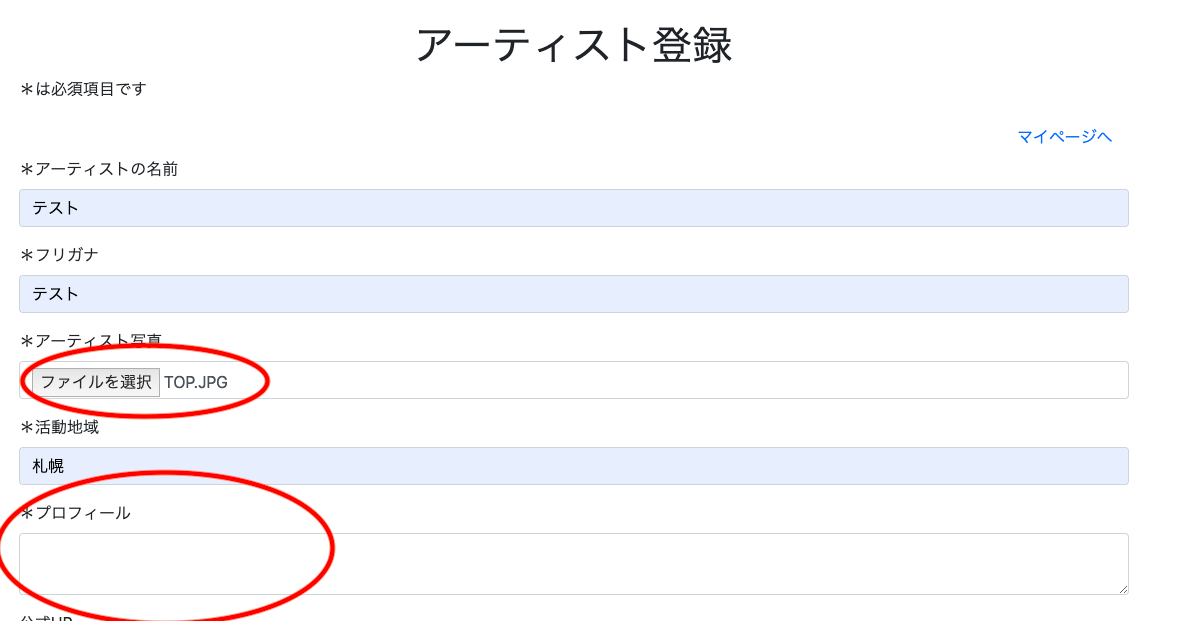 アーティスト登録
＊は必須項目です
マイページへ
＊アーティストの名前
テスト
＊フリガナ
テスト
＊アーティスト写真
ファイルを選択 TOP.JPG
＊活動地域
札幌
＊プロフィール